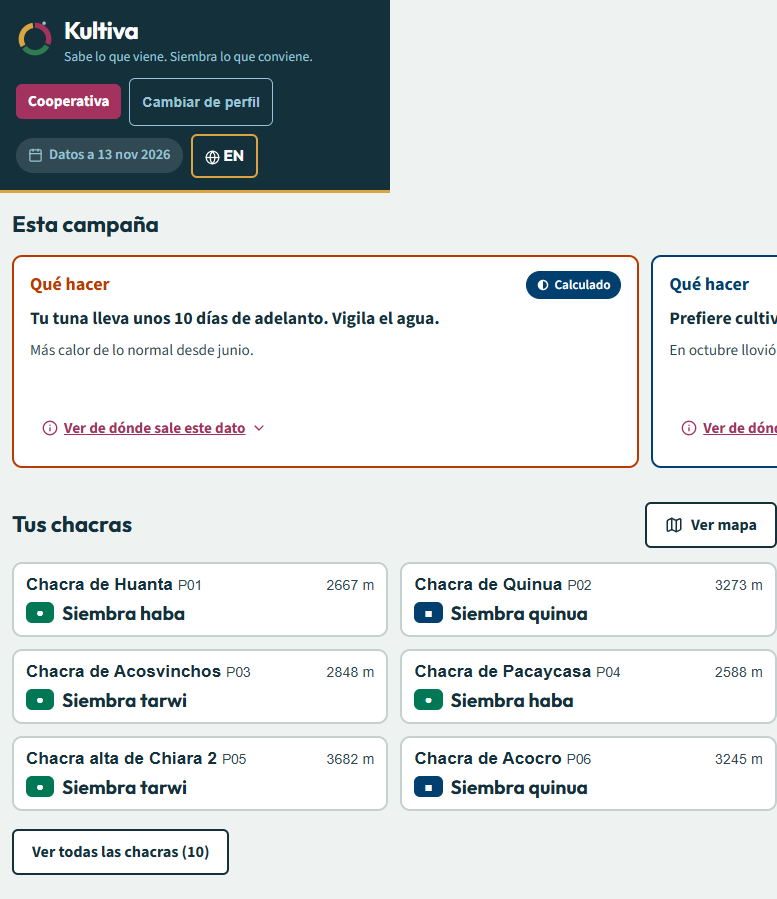 Kultiva
Sabe lo que viene. Siembra lo que conviene.
Cooperativa
Cambiar de perfil
Datos a 13 nov 2026
EN
Esta campaña
Qué hacer
Calculado
Tu tuna lleva unos 10 días de adelanto. Vigila el agua.
Más calor de lo normal desde junio.
Ver de dónde sale este dato
Qué hacer
Prefiere
En octubre llovió
Ver de
Tus chacras
Ver mapa
Chacra de Huanta P01 2667 m
Siembra haba
Chacra de Quinua P02 3273 m
Siembra quinua
Chacra de Acosvinchos P03 2848 m
Siembra tarwi
Chacra de Pacaycasa P04 2588 m
Siembra haba
Chacra alta de Chiara 2 P05 3682 m
Siembra tarwi
Chacra de Acocro P06 3245 m
Siembra quinua
Ver todas las chacras (10)